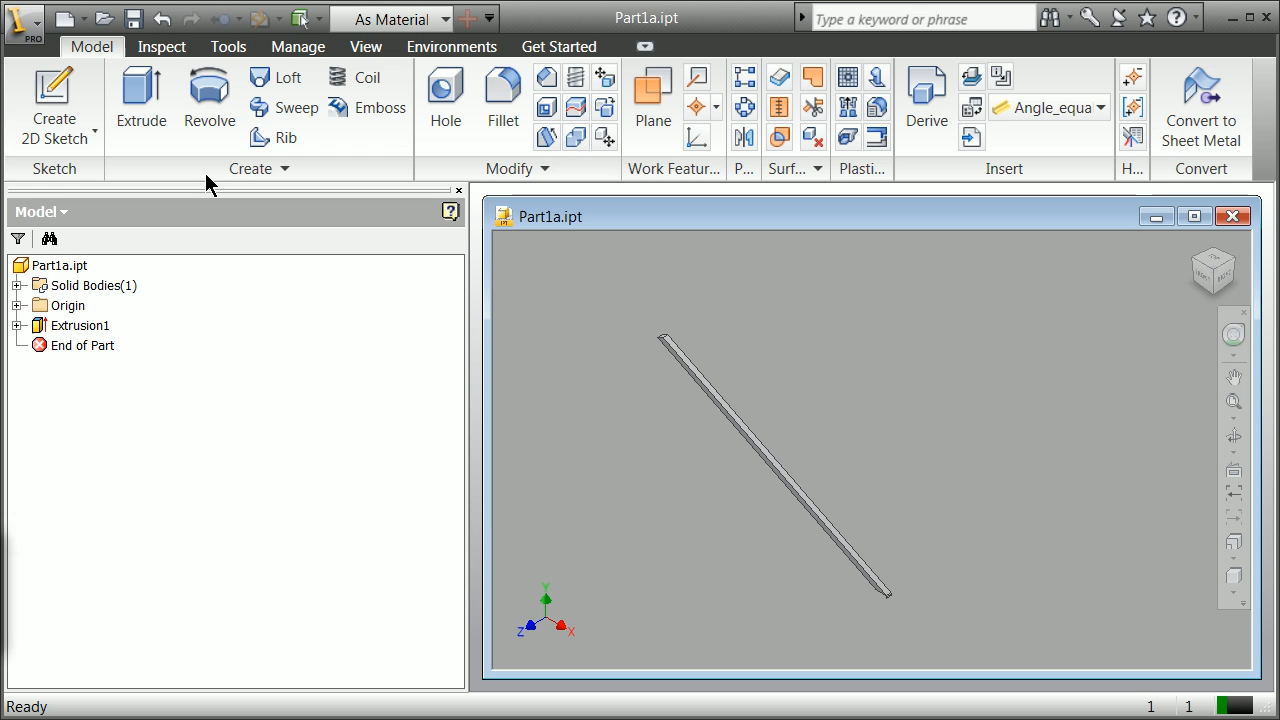 PRO
As Material
Part1a.ipt
Type a keyword or phrase
Model
Inspect
Tools
Manage
View
Environments
Get Started
Create
2D Sketch
Extrude
Revolve
Loft
Sweep
Rib
Coil
Emboss
Hole
Fillet
Plane
Derive
Angle_equa
Convert to
Sheet Metal
Sketch
Create
Modify
Work Featur...
P...
Surf...
Plasti...
Insert
H...
Convert
Model
Part1a.ipt
Solid Bodies(1)
Origin
Extrusion1
End of Part
Part1a.ipt
Y
Z
X
Ready
1
1